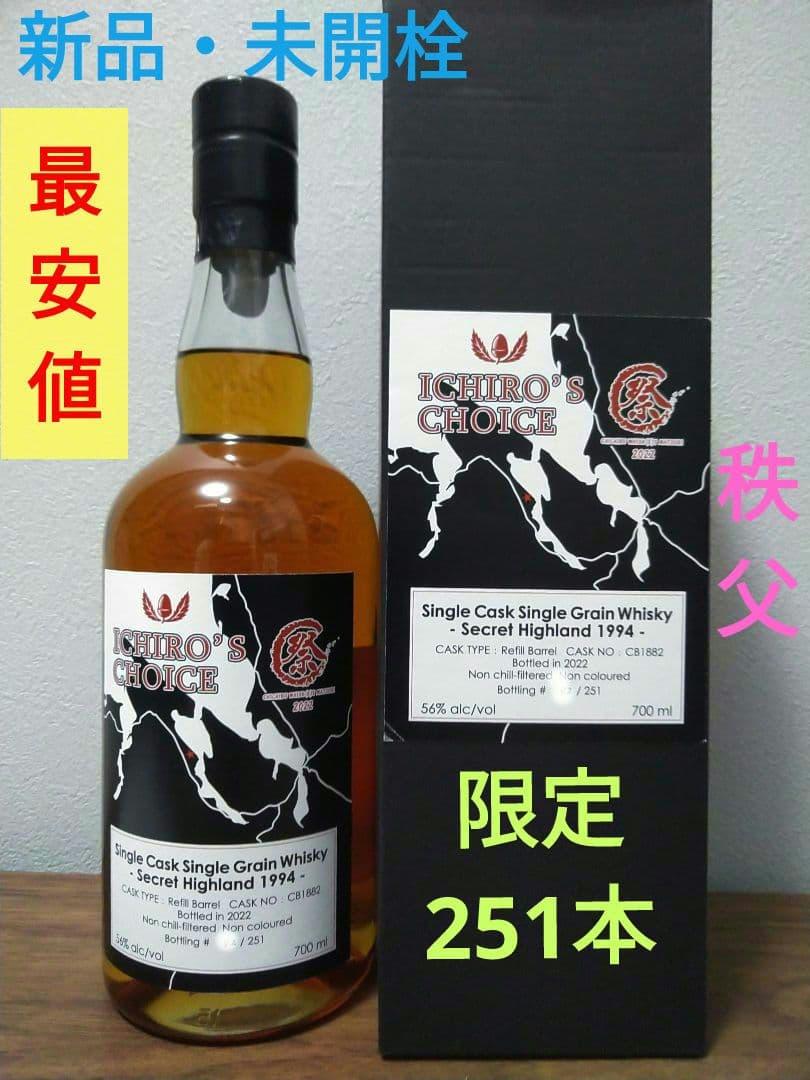 新品・未開栓
最安値
ICHIRO'S
CHOICE
祭
2022
Single Cask Single Grain Whisky
- Secret Highland 1994 -
CASK TYPE : Refill Barrel CASK NO : CB1882
Bottled in 2022
Non chill-filtered Non coloured
Bottling # / 251
56% alc/vol 700 ml
秩父
ICHIRO'S
CHOICE
祭
2022
Single Cask Single Grain Whisky
- Secret Highland 1994 -
CASK TYPE : Refill Barrel CASK NO : CB1882
Bottled in 2022
Non chill-filtered Non coloured
Bottling # / 251
56% alc/vol 700 ml
限定
251本